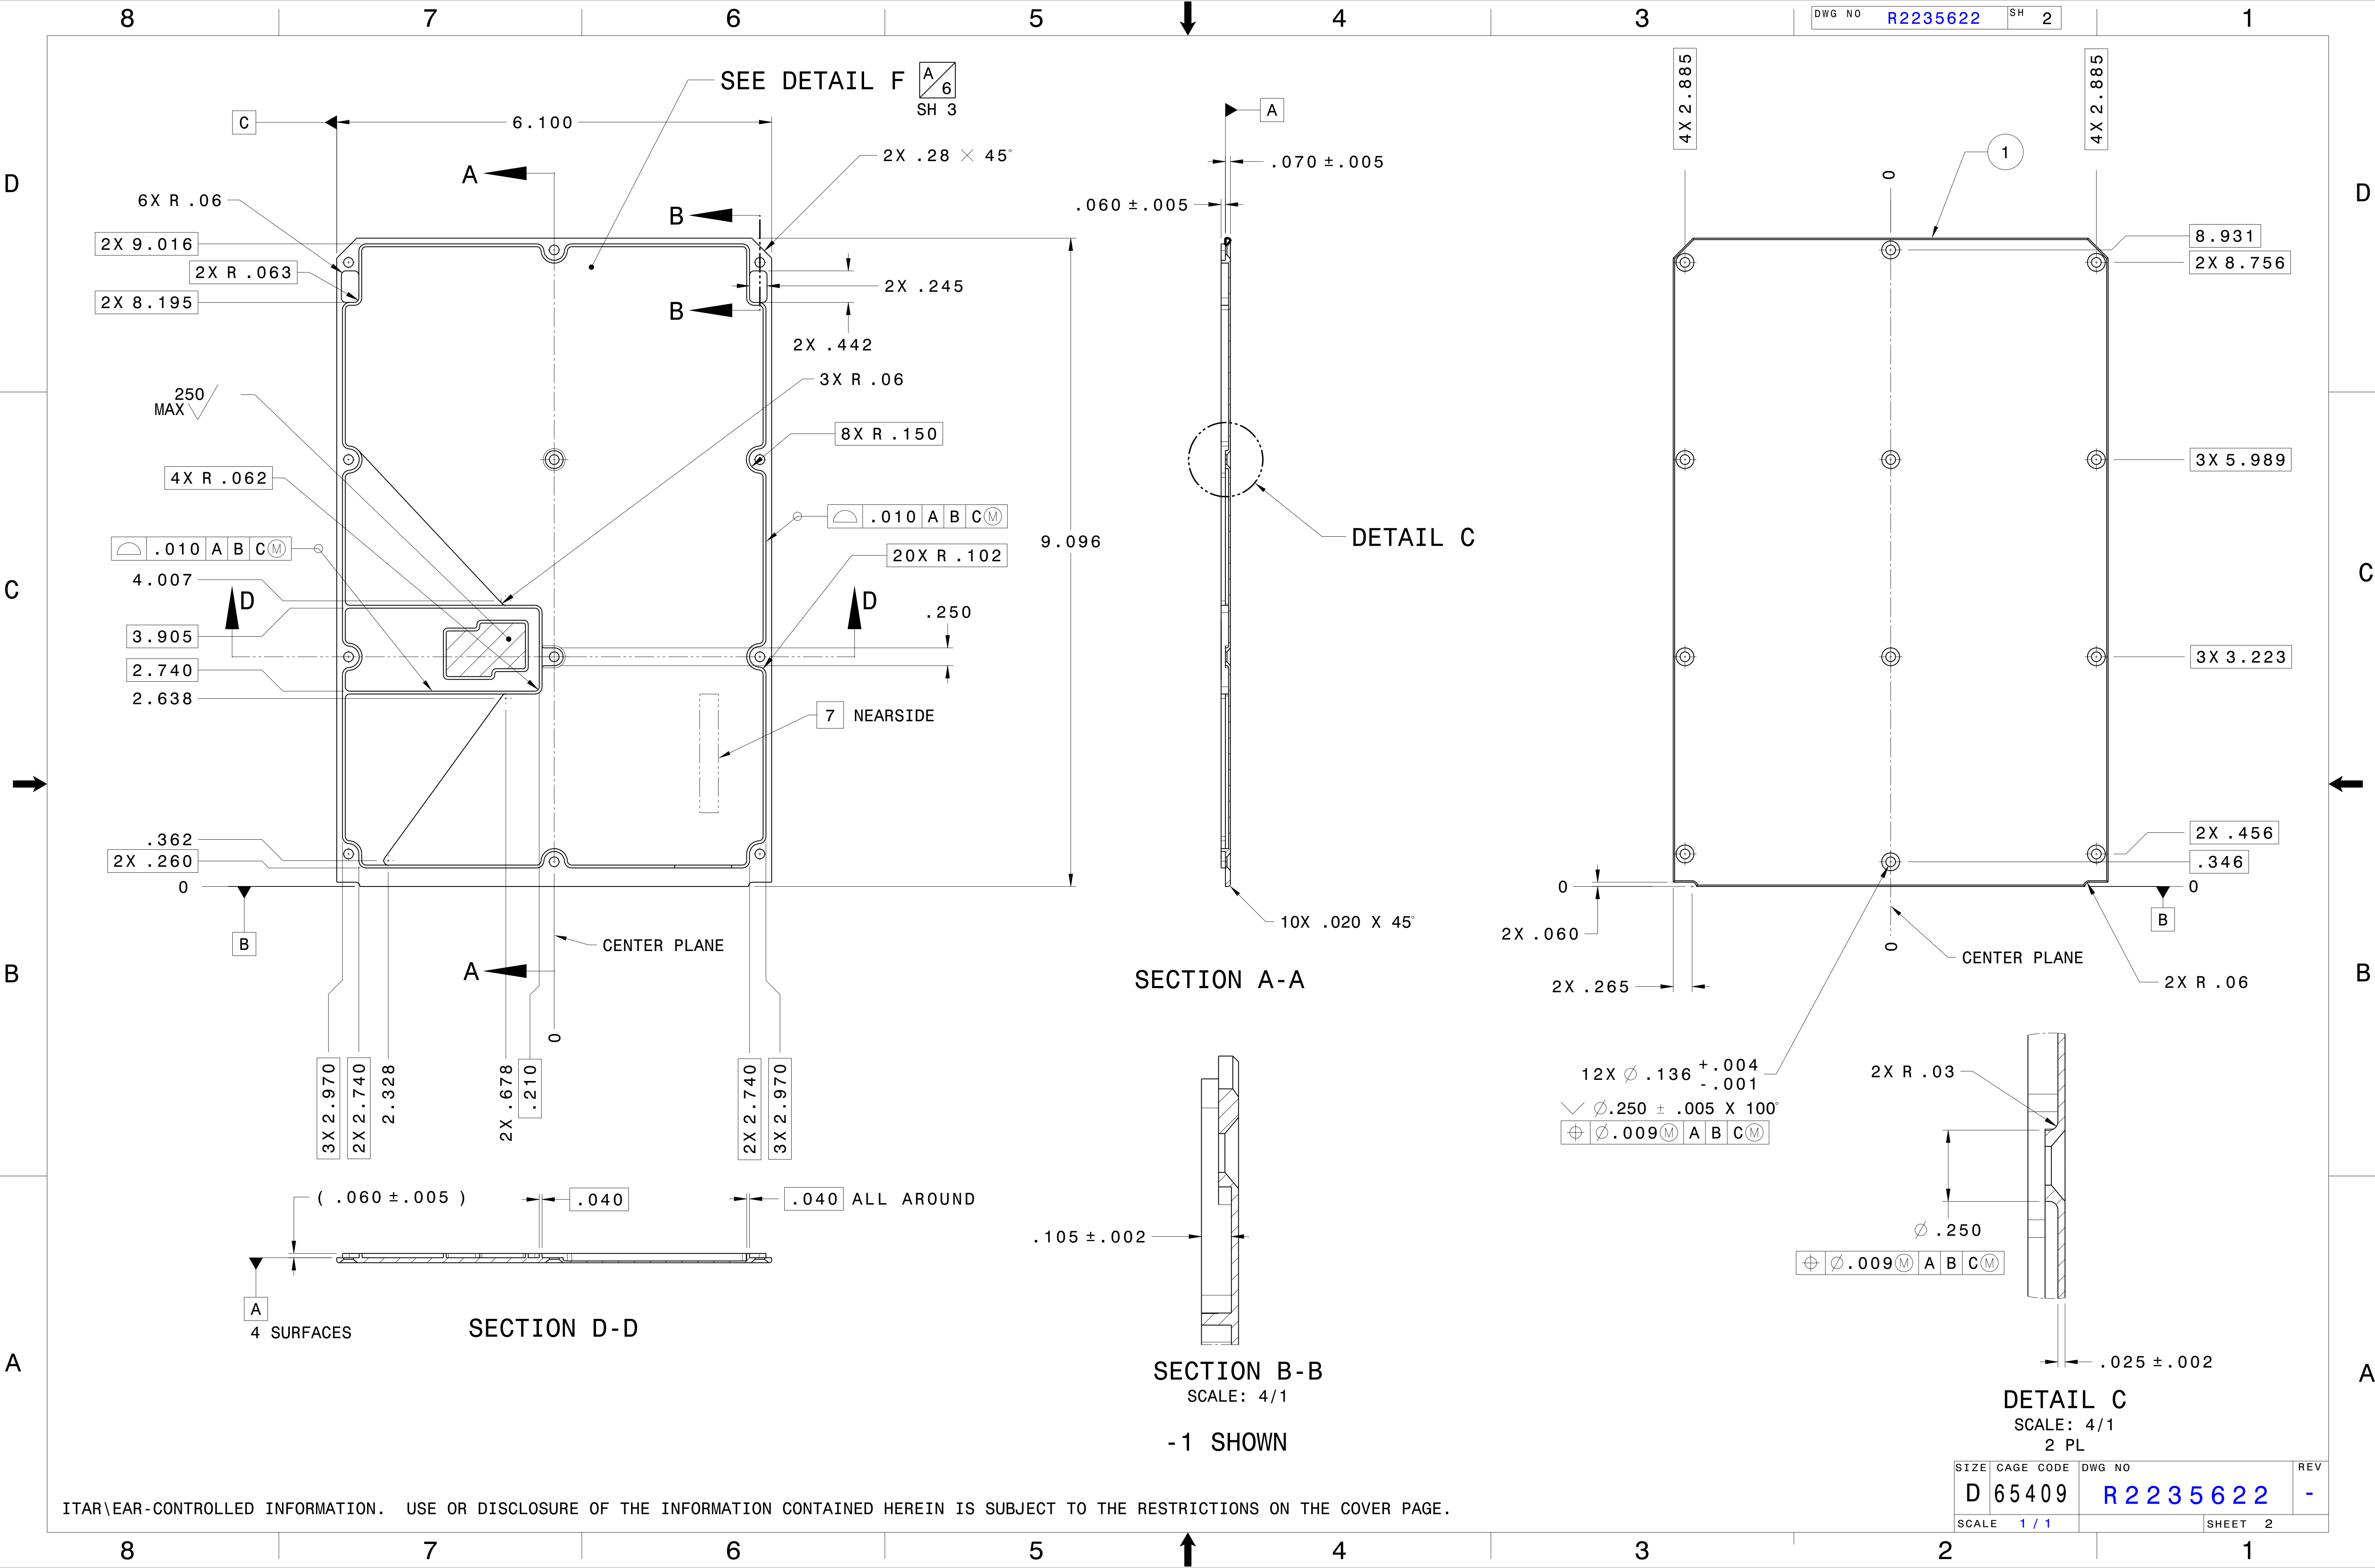 8 7 6 5 4 3 1
DWG NO R2235622 SH 2
SEE DETAIL F A/6
SH 3
C
6.100
A
2X .28 X 45°
A
.070 ±.005
4X 2.885
4X 2.885
1
D
D
6X R .06
B
.060 ±.005
0
2X 9.016
8.931
2X R .063
2X 8.756
2X 8.195
2X .245
B
2X .442
3X R .06
250
MAX
8X R .150
3X 5.989
4X R .062
.010 A B C Ⓜ
DETAIL C
.010 A B C Ⓜ
9.096
20X R .102
4.007
C
C
D
D
.250
3.905
3X 3.223
2.740
2.638
7 NEARSIDE
.362
2X .456
2X .260
.346
0
0
0
B
B
10X .020 X 45°
CENTER PLANE
2X .060
0
CENTER PLANE
A
B
B
SECTION A-A
2X .265
2X R .06
0
3X 2.970
2X 2.740
2.328
2X .678
.210
2X 2.740
3X 2.970
12X ∅ .136 +.004
-.001
2X R .03
∅.250 ± .005 X 100°
⌖ ∅.009 Ⓜ A B C Ⓜ
( .060 ±.005 )
.040
.040 ALL AROUND
.105 ±.002
∅ .250
⌖ ∅.009 Ⓜ A B C Ⓜ
A
4 SURFACES
SECTION D-D
A
A
SECTION B-B
SCALE: 4/1
.025 ±.002
DETAIL C
SCALE: 4/1
2 PL
-1 SHOWN
SIZE CAGE CODE DWG NO REV
D 65409 R2235622 -
SCALE 1 / 1 SHEET 2
ITAR\EAR-CONTROLLED INFORMATION. USE OR DISCLOSURE OF THE INFORMATION CONTAINED HEREIN IS SUBJECT TO THE RESTRICTIONS ON THE COVER PAGE.
8 7 6 5 4 3 2 1